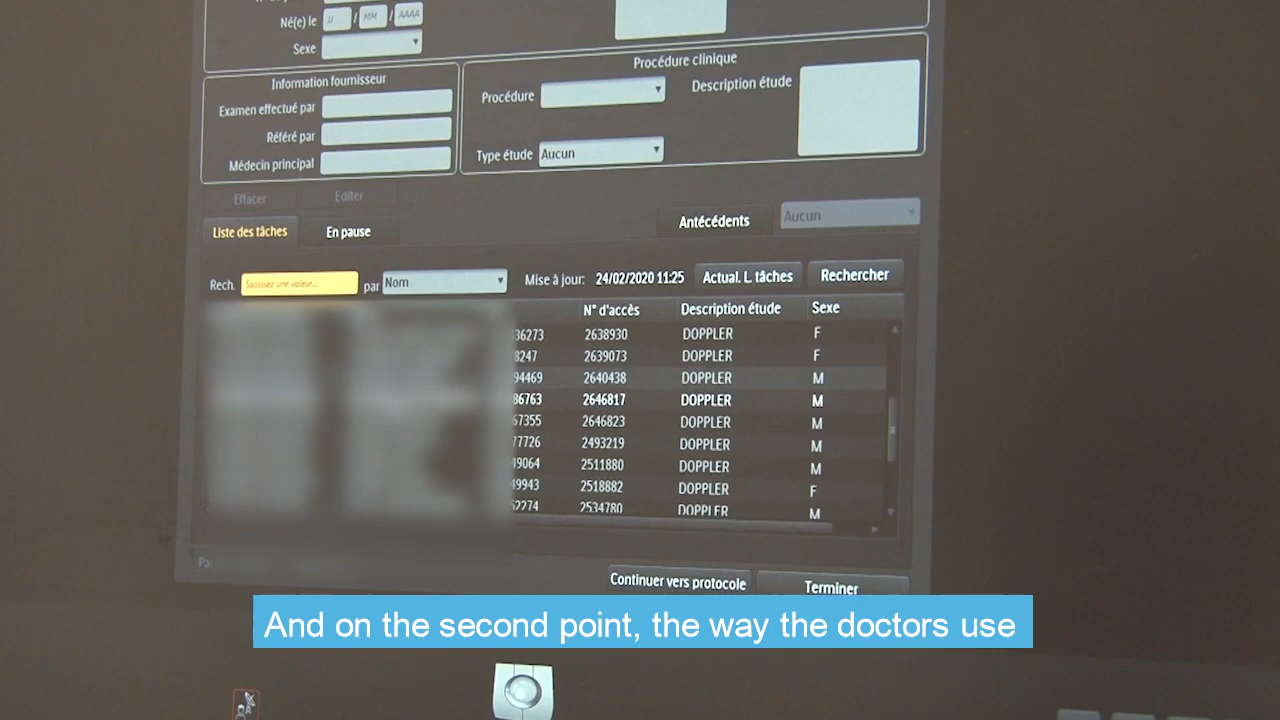 Né(e) le JJ / MM / AAAA
Sexe
Information fournisseur
Examen effectué par
Référé par
Médecin principal
Procédure clinique
Procédure
Description étude
Type étude Aucun
Effacer Editer
Liste des tâches En pause Antécédents Aucun
Rech. Saisissez une valeur... par Nom Mise à jour: 24/02/2020 11:25 Actual. L. tâches Rechercher
N° d'accès Description étude Sexe
36273 2638930 DOPPLER F
8247 2639073 DOPPLER F
94469 2640438 DOPPLER M
86763 2646817 DOPPLER M
67355 2646823 DOPPLER M
77726 2493219 DOPPLER M
49064 2511880 DOPPLER M
49943 2518882 DOPPLER F
52274 2534780 DOPPLER M
Continuer vers protocole Terminer
And on the second point, the way the doctors use